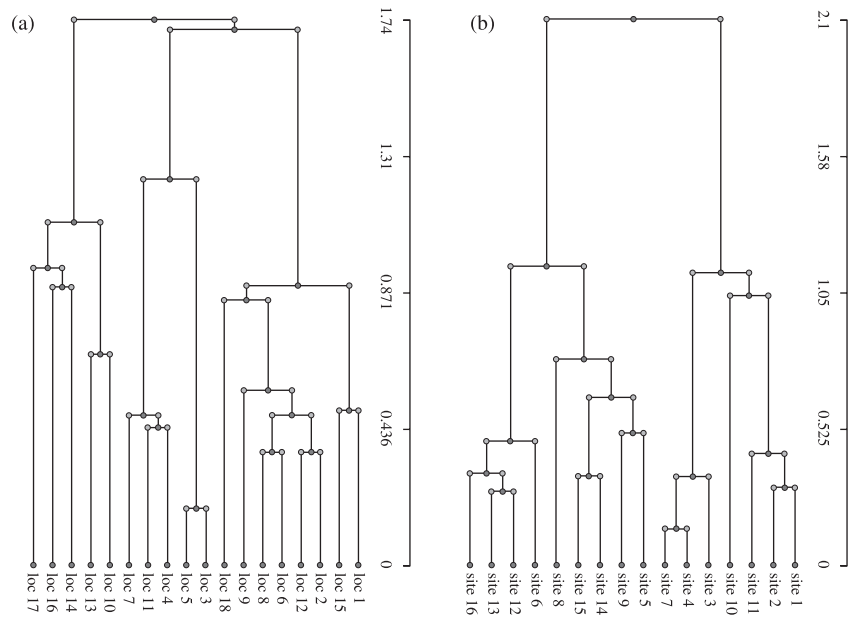 (a)
1.74
1.31
0.871
0.436
0
loc 17
loc 16
loc 14
loc 13
loc 10
loc 7
loc 11
loc 4
loc 5
loc 3
loc 18
loc 9
loc 8
loc 6
loc 12
loc 2
loc 15
loc 1
(b)
2.1
1.58
1.05
0.525
0
site 16
site 13
site 12
site 6
site 8
site 15
site 14
site 9
site 5
site 7
site 4
site 3
site 10
site 11
site 2
site 1